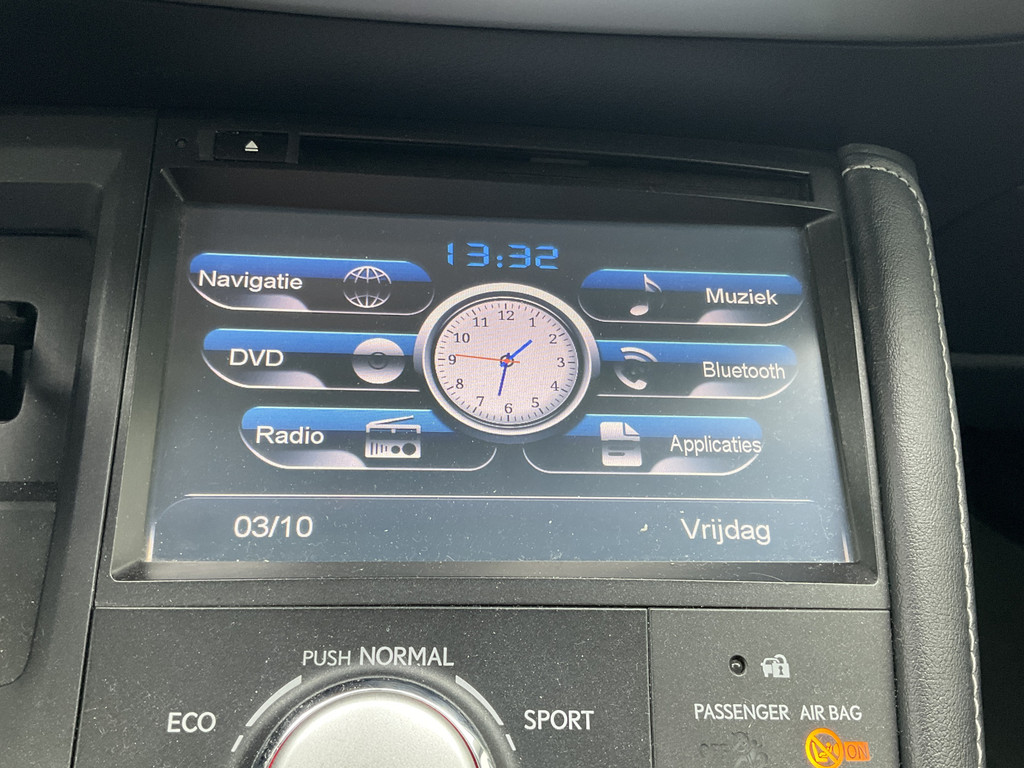 13:32
Navigatie
Muziek
DVD
Bluetooth
Radio
Applicaties
12
1
2
3
4
5
6
7
8
9
10
11
03/10
Vrijdag
PUSH NORMAL
ECO
SPORT
PASSENGER AIR BAG
OFF
ON